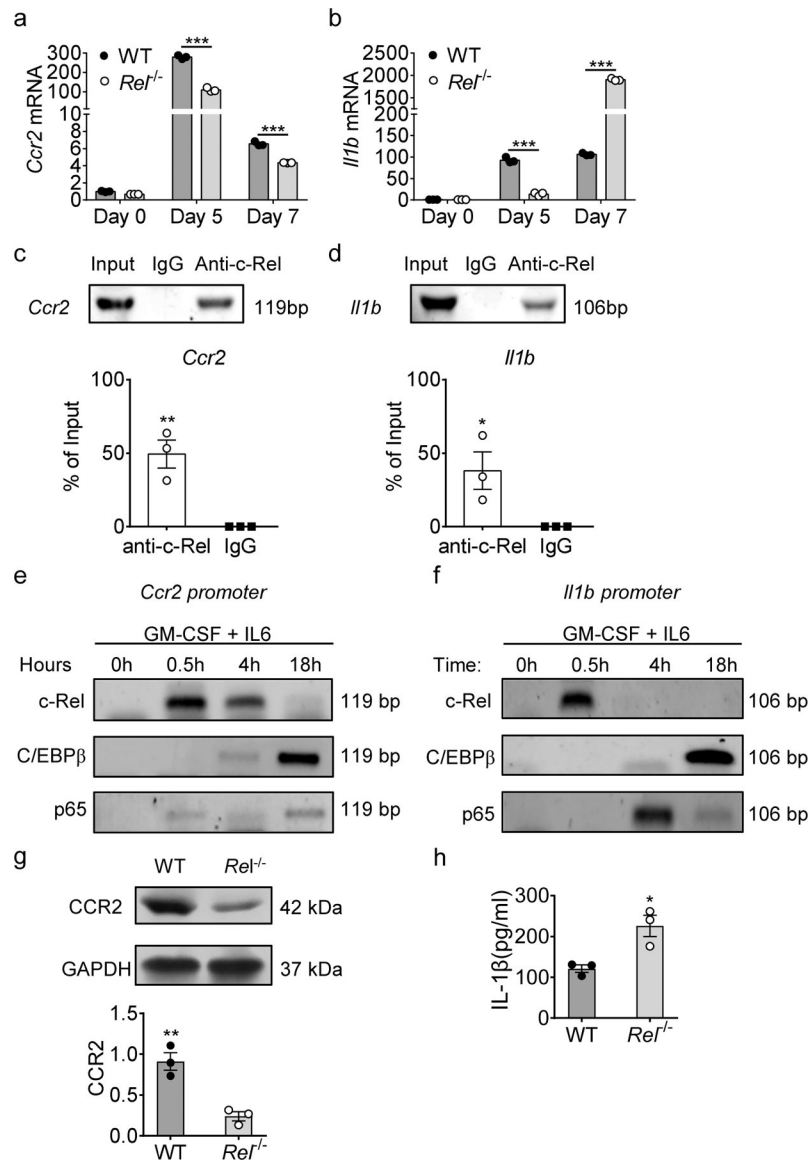 a
Ccr2 mRNA
300
200
100
10
8
6
4
2
0
WT
Rel-/-
***
***
Day 0 Day 5 Day 7
b
Il1b mRNA
2500
2000
1500
1000
150
100
50
0
WT
Rel-/-
***
***
Day 0 Day 5 Day 7
c
Input IgG Anti-c-Rel
Ccr2 119bp
Ccr2
% of Input
100
50
0
**
anti-c-Rel IgG
d
Input IgG Anti-c-Rel
Il1b 106bp
Il1b
% of Input
100
50
0
*
anti-c-Rel IgG
e
Ccr2 promoter
GM-CSF + IL6
Hours 0h 0.5h 4h 18h
c-Rel 119 bp
C/EBPβ 119 bp
p65 119 bp
f
Il1b promoter
GM-CSF + IL6
Time: 0h 0.5h 4h 18h
c-Rel 106 bp
C/EBPβ 106 bp
p65 106 bp
g
WT Rel-/-
CCR2 42 kDa
GAPDH 37 kDa
CCR2
1.5
1.0
0.5
0.0
**
WT Rel-/-
h
IL-1β(pg/ml)
300
200
100
0
*
WT Rel-/-